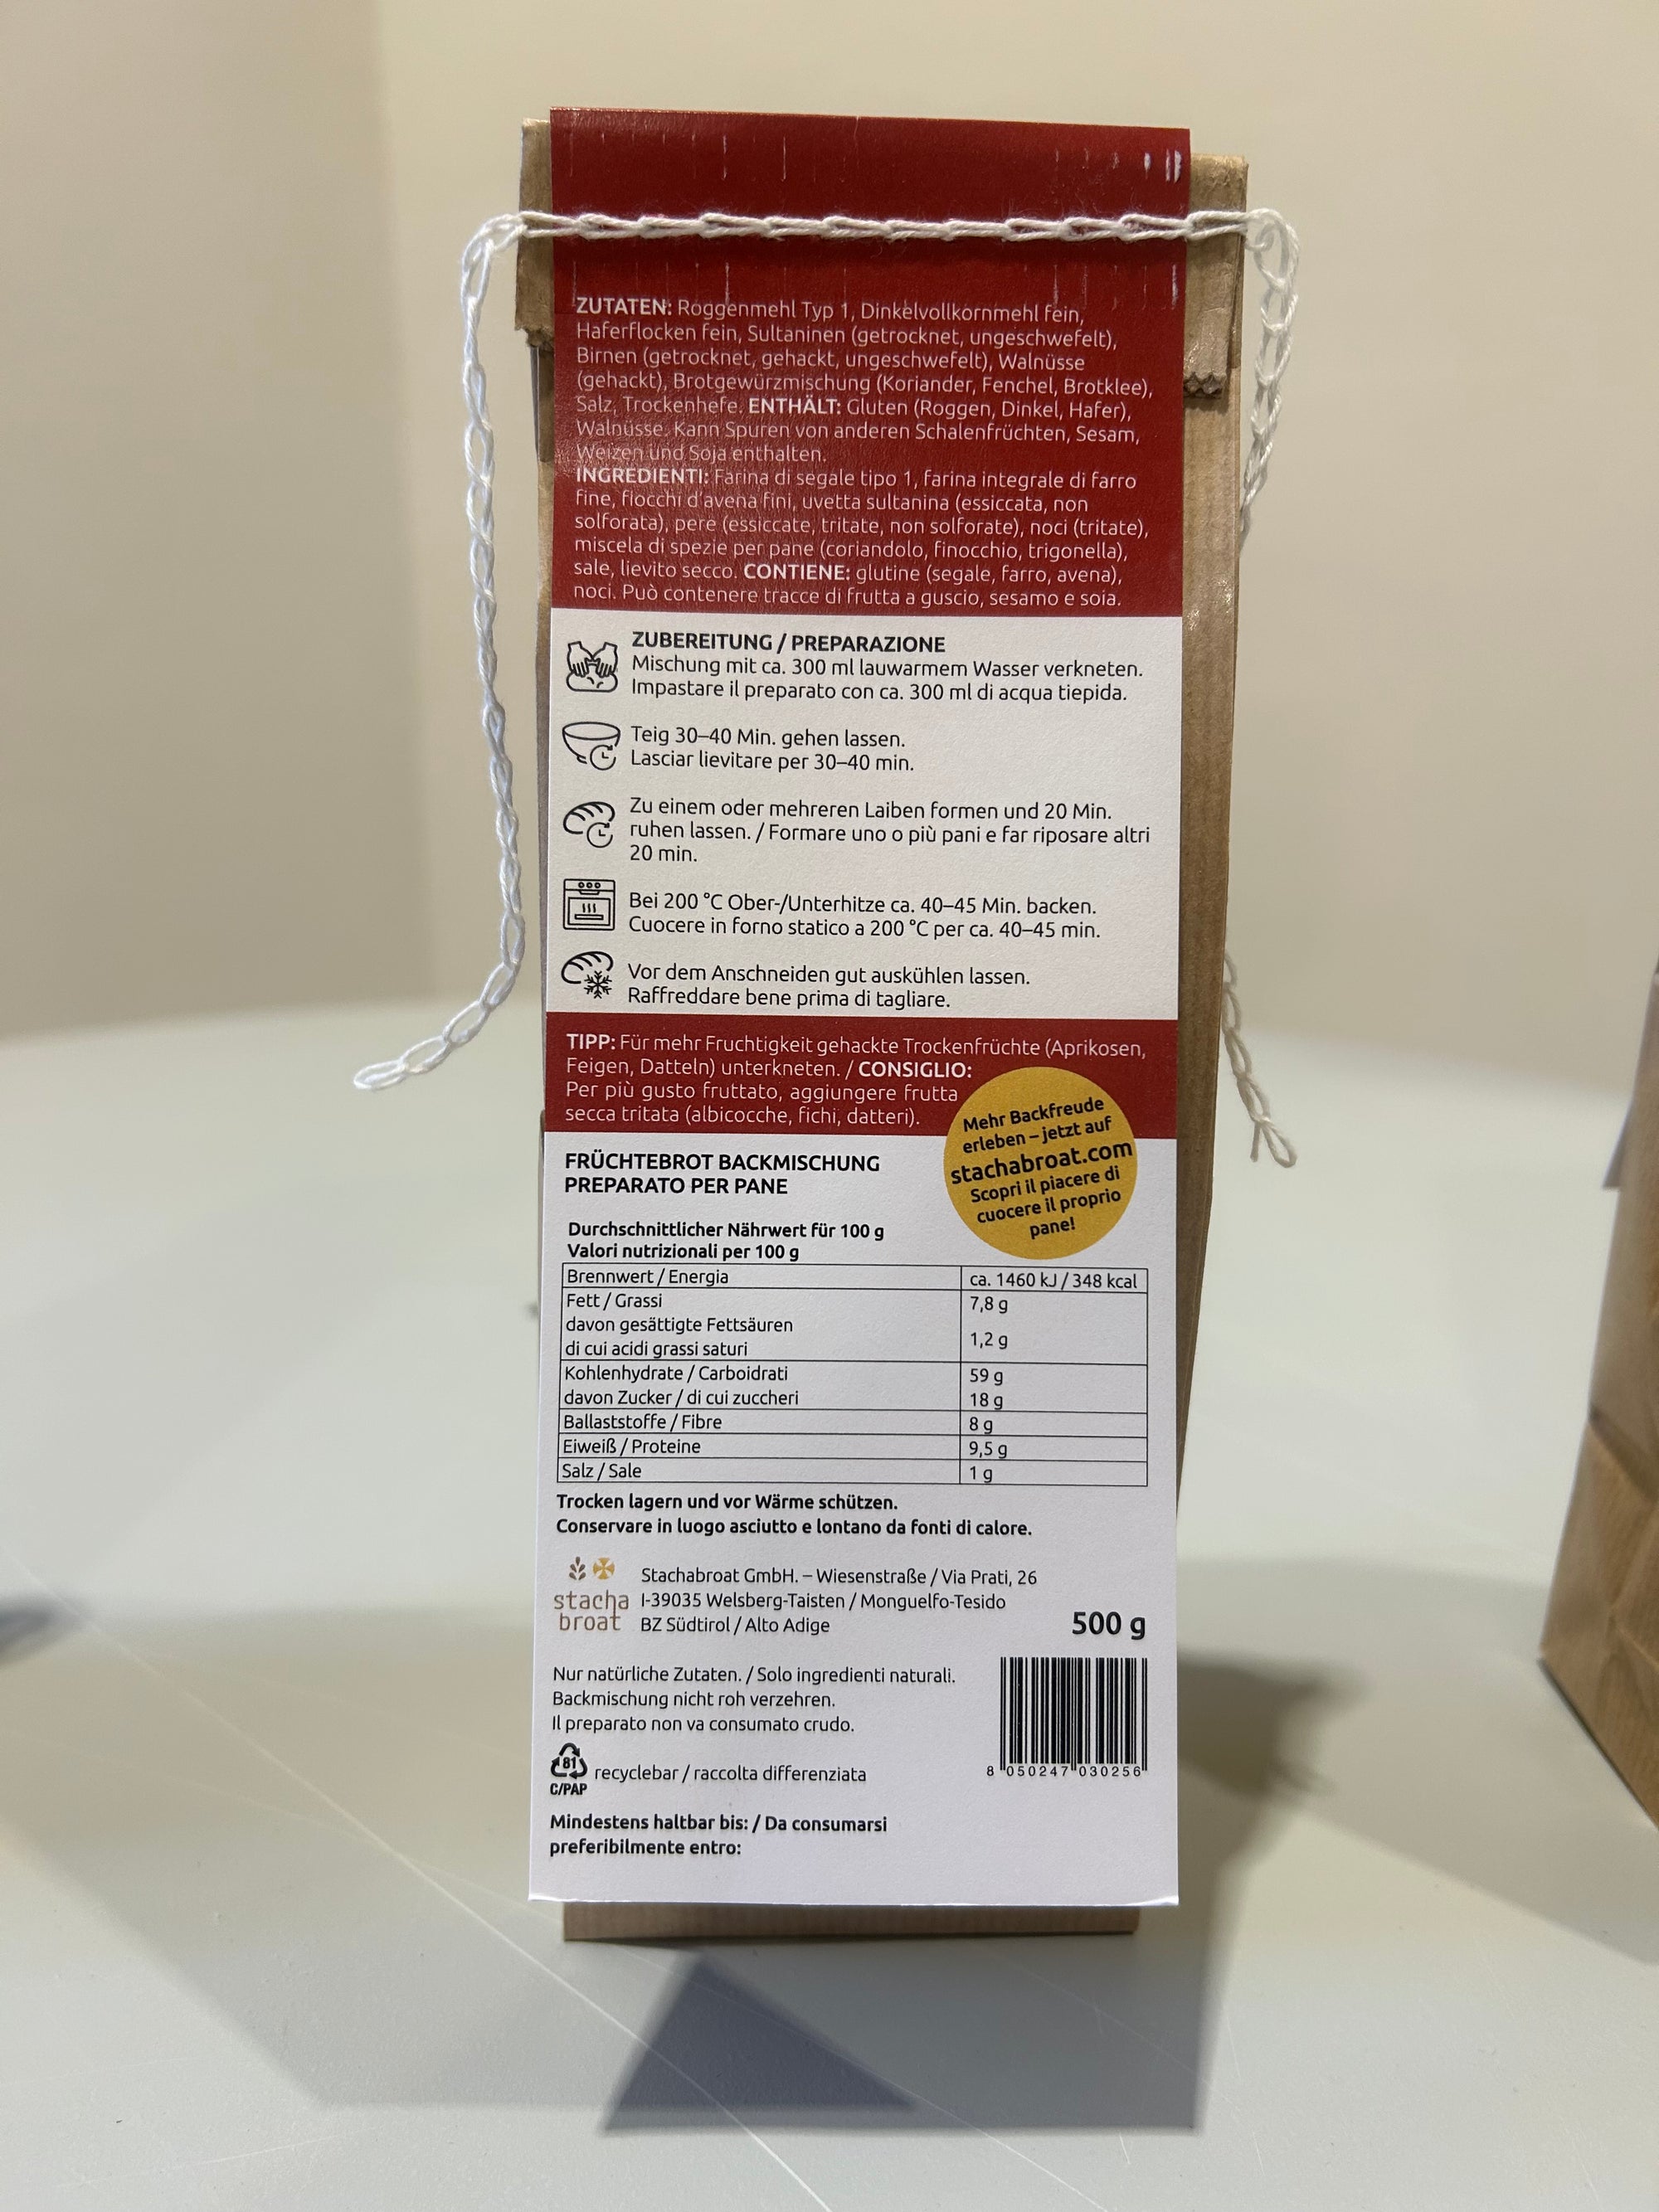 ZUTATEN: Roggenmehl Typ 1, Dinkelvollkornmehl fein,
Haferflocken fein, Sultaninen (getrocknet, ungeschwefelt),
Birnen (getrocknet, gehackt, ungeschwefelt), Walnüsse
(gehackt), Brotgewürzmischung (Koriander, Fenchel, Brotklee),
Salz, Trockenhefe. ENTHÄLT: Gluten (Roggen, Dinkel, Hafer),
Walnüsse. Kann Spuren von anderen Schalenfrüchten, Sesam,
Weizen und Soja enthalten.
INGREDIENTI: Farina di segale tipo 1, farina integrale di farro
fine, fiocchi d'avena fini, uvetta sultanina (essiccata, non
solforata), pere (essiccate, tritate, non solforate), noci (tritate),
miscela di spezie per pane (coriandolo, finocchio, trigonella),
sale, lievito secco. CONTIENE: glutine (segale, farro, avena),
noci. Può contenere tracce di frutta a guscio, sesamo e soia.
ZUBEREITUNG / PREPARAZIONE
Mischung mit ca. 300 ml lauwarmem Wasser verkneten.
Impastare il preparato con ca. 300 ml di acqua tiepida.
Teig 30–40 Min. gehen lassen.
Lasciar lievitare per 30–40 min.
Zu einem oder mehreren Laiben formen und 20 Min.
ruhen lassen. / Formare uno o più pani e far riposare altri
20 min.
Bei 200 °C Ober-/Unterhitze ca. 40–45 Min. backen.
Cuocere in forno statico a 200 °C per ca. 40–45 min.
Vor dem Anschneiden gut auskühlen lassen.
Raffreddare bene prima di tagliare.
TIPP: Für mehr Fruchtigkeit gehackte Trockenfrüchte (Aprikosen,
Feigen, Datteln) unterkneten. / CONSIGLIO:
Per più gusto fruttato, aggiungere frutta
secca tritata (albicocche, fichi, datteri).
Mehr Backfreude
erleben – jetzt auf
stachabroat.com
Scopri il piacere di
cuocere il proprio
pane!
FRÜCHTEBROT BACKMISCHUNG
PREPARATO PER PANE
Durchschnittlicher Nährwert für 100 g
Valori nutrizionali per 100 g
Brennwert / Energia ca. 1460 kJ / 348 kcal
Fett / Grassi 7,8 g
davon gesättigte Fettsäuren
di cui acidi grassi saturi 1,2 g
Kohlenhydrate / Carboidrati 59 g
davon Zucker / di cui zuccheri 18 g
Ballaststoffe / Fibre 8 g
Eiweiß / Proteine 9,5 g
Salz / Sale 1 g
Trocken lagern und vor Wärme schützen.
Conservare in luogo asciutto e lontano da fonti di calore.
stacha
broat
Stachabroat GmbH. – Wiesenstraße / Via Prati, 26
I-39035 Welsberg-Taisten / Monguelfo-Tesido
BZ Südtirol / Alto Adige
500 g
Nur natürliche Zutaten. / Solo ingredienti naturali.
Backmischung nicht roh verzehren.
Il preparato non va consumato crudo.
8 050247 030256
81
C/PAP
recyclebar / raccolta differenziata
Mindestens haltbar bis: / Da consumarsi
preferibilmente entro: